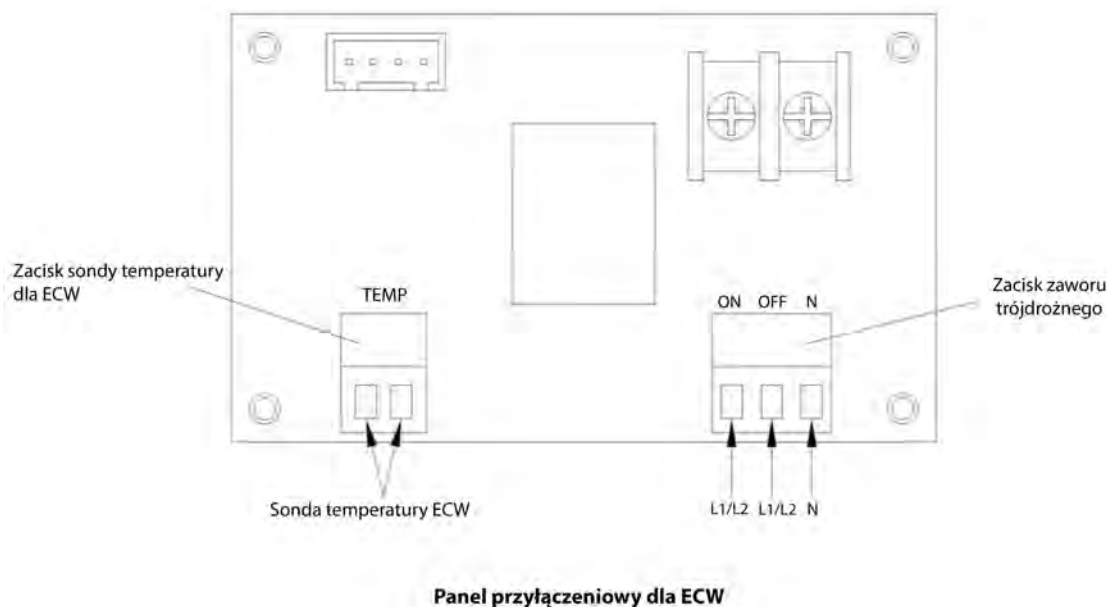 Zacisk sondy temperatury
dla ECW
TEMP
ON OFF N
Zacisk zaworu
trójdrożnego
Sonda temperatury ECW
L1/L2 L1/L2 N
Panel przyłączeniowy dla ECW